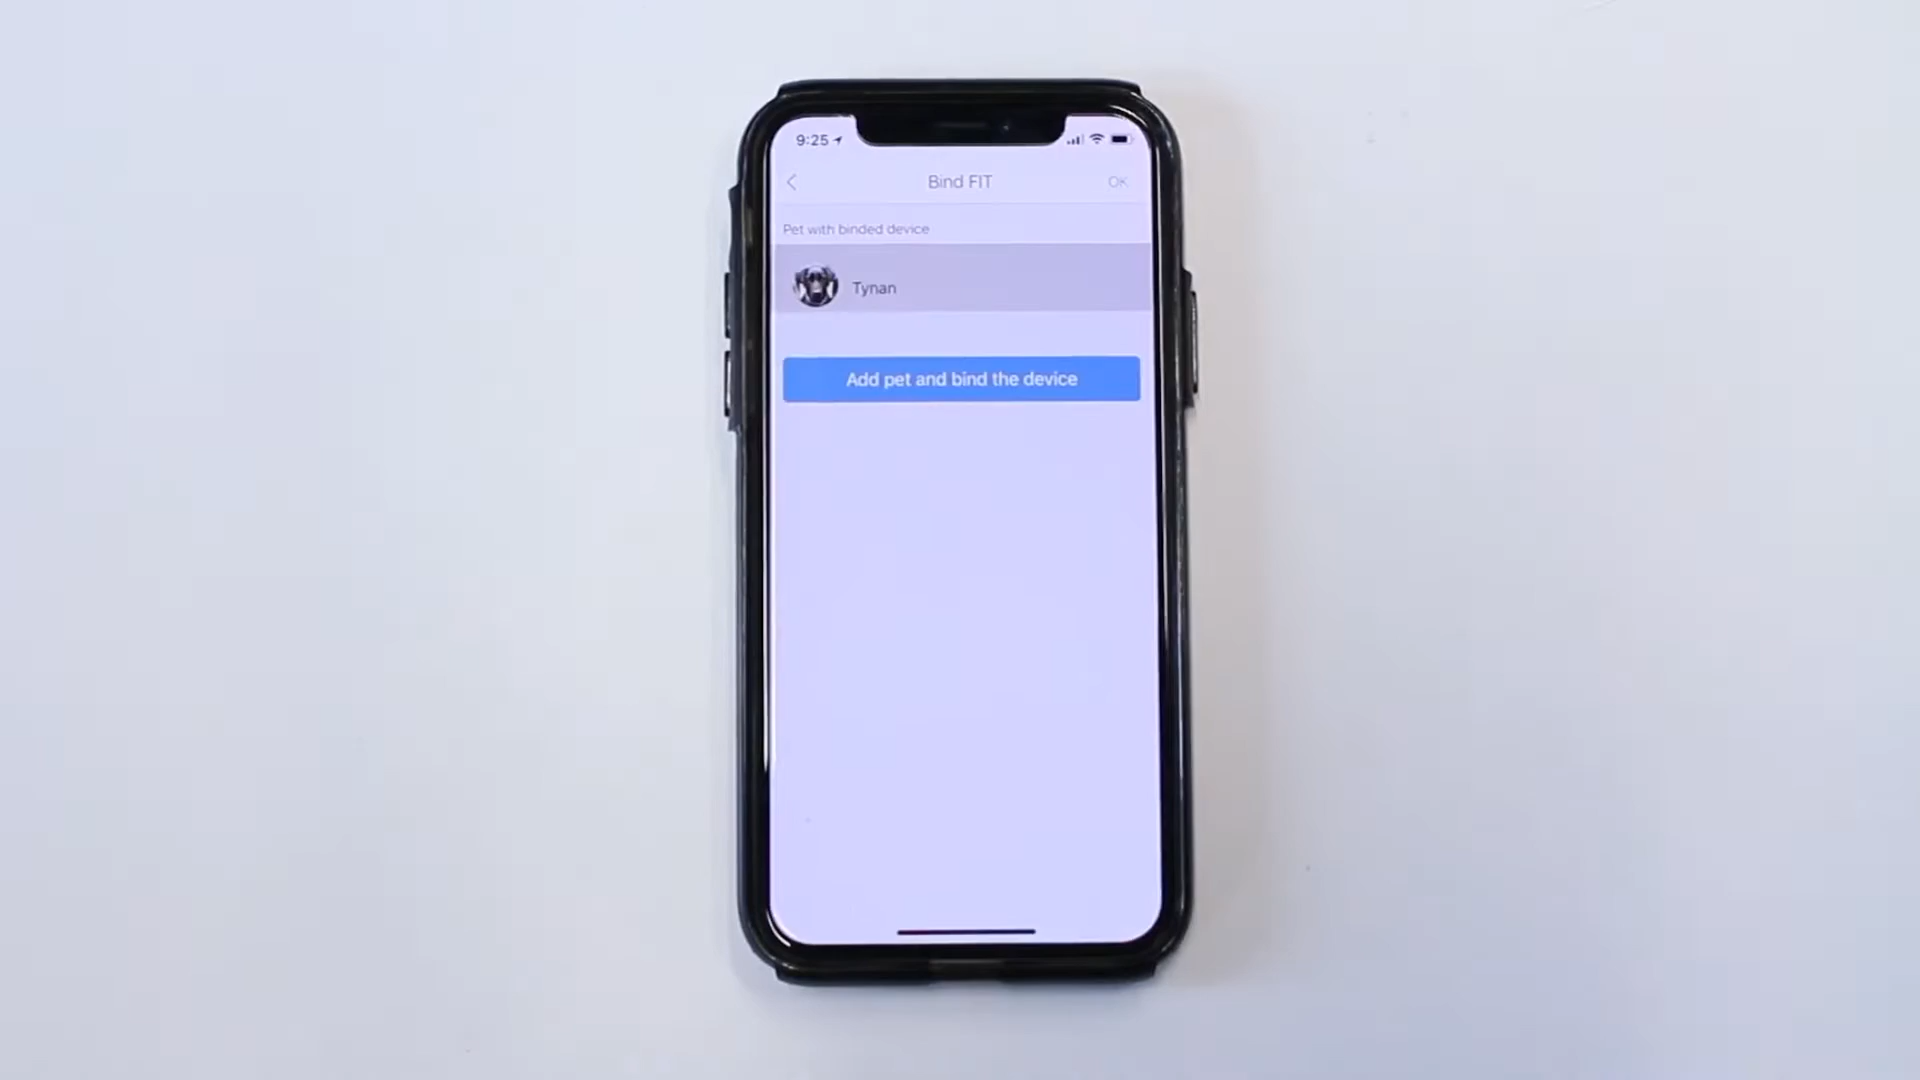 9:25
Bind FIT
OK
Pet with binded device
Tynan
Add pet and bind the device